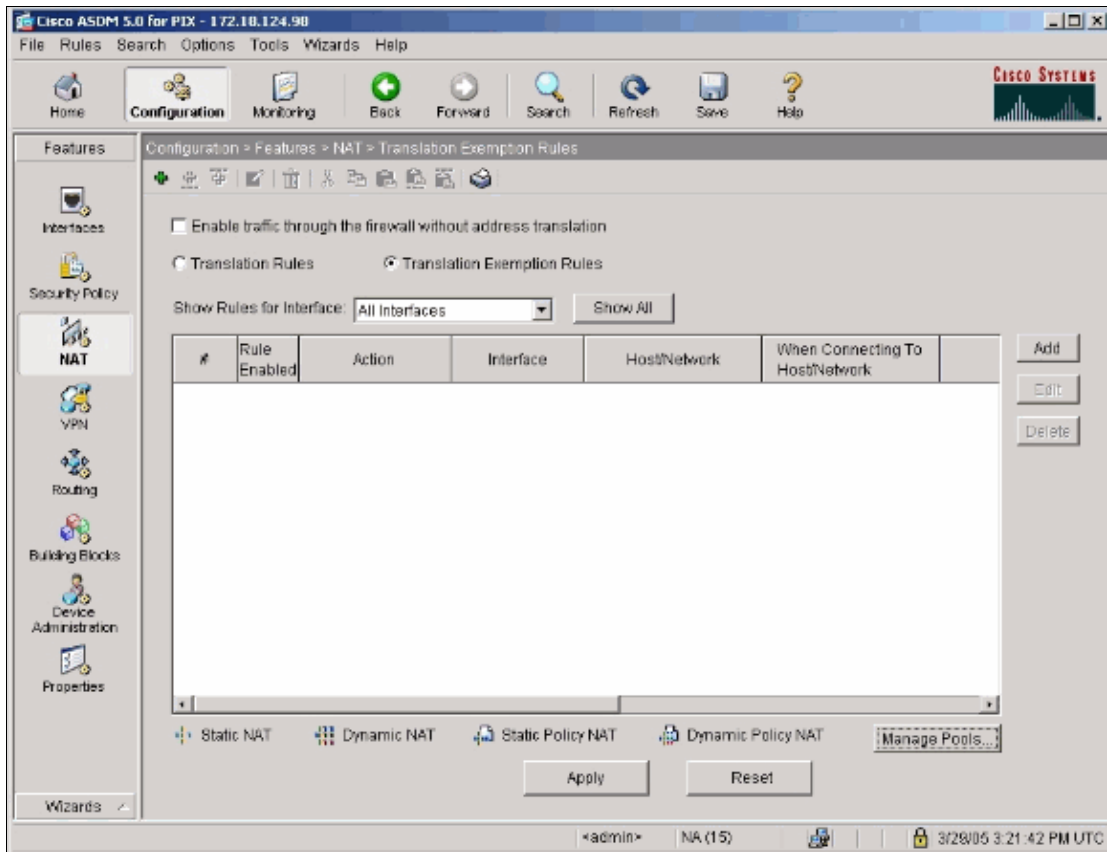 Cisco ASDM 5.0 for PIX - 172.18.124.98
File Rules Search Options Tools Wizards Help
Home Configuration Monitoring Back Forward Search Refresh Save Help
CISCO SYSTEMS
Features
Configuration > Features > NAT > Translation Exemption Rules
Interfaces
Security Policy
NAT
VPN
Routing
Building Blocks
Device
Administration
Properties
Wizards
Enable traffic through the firewall without address translation
Translation Rules Translation Exemption Rules
Show Rules for Interface: All Interfaces Show All
# Rule Enabled Action Interface Host/Network When Connecting To Host/Network
Add
Edit
Delete
Static NAT Dynamic NAT Static Policy NAT Dynamic Policy NAT Manage Pools...
Apply Reset
<admin> NA (15) 3/29/05 3:21:42 PM UTC